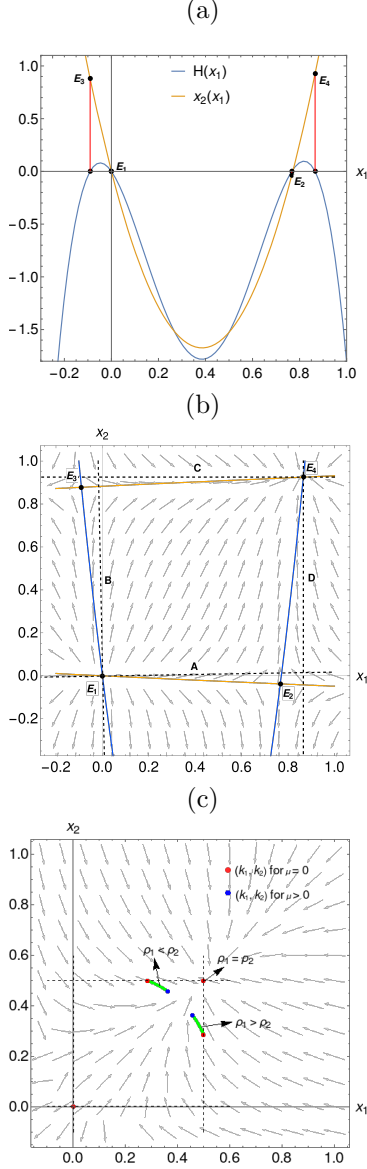 (a)
1.0
0.5
0.0
−0.5
−1.0
−1.5
E3
E1
E2
E4
H(x1)
x2(x1)
x1
−0.2 0.0 0.2 0.4 0.6 0.8 1.0
(b)
x2
1.0
0.8
0.6
0.4
0.2
0.0
−0.2
E3
C
E4
B
D
A
E1
E2
x1
−0.2 0.0 0.2 0.4 0.6 0.8 1.0
(c)
x2
1.0
0.8
0.6
0.4
0.2
0.0
(k1, k2) for μ = 0
(k1, k2) for μ > 0
ρ1 < ρ2
ρ1 = ρ2
ρ1 > ρ2
x1
0.0 0.2 0.4 0.6 0.8 1.0